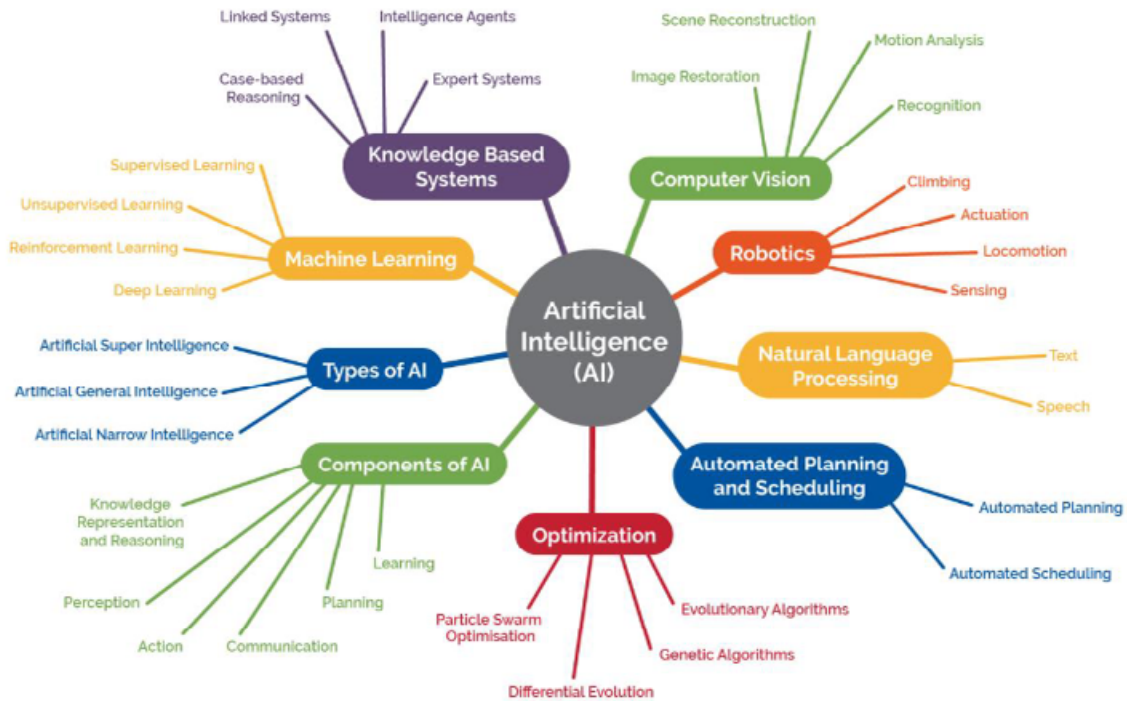 Linked Systems
Intelligence Agents
Case-based
Reasoning
Expert Systems
Knowledge Based
Systems
Scene Reconstruction
Motion Analysis
Image Restoration
Recognition
Computer Vision
Supervised Learning
Unsupervised Learning
Reinforcement Learning
Deep Learning
Machine Learning
Climbing
Actuation
Locomotion
Sensing
Robotics
Artificial
Intelligence
(AI)
Artificial Super Intelligence
Artificial General Intelligence
Artificial Narrow Intelligence
Types of AI
Natural Language
Processing
Text
Speech
Components of AI
Knowledge
Representation
and Reasoning
Perception
Action
Communication
Planning
Learning
Optimization
Particle Swarm
Optimisation
Differential Evolution
Genetic Algorithms
Evolutionary Algorithms
Automated Planning
and Scheduling
Automated Planning
Automated Scheduling